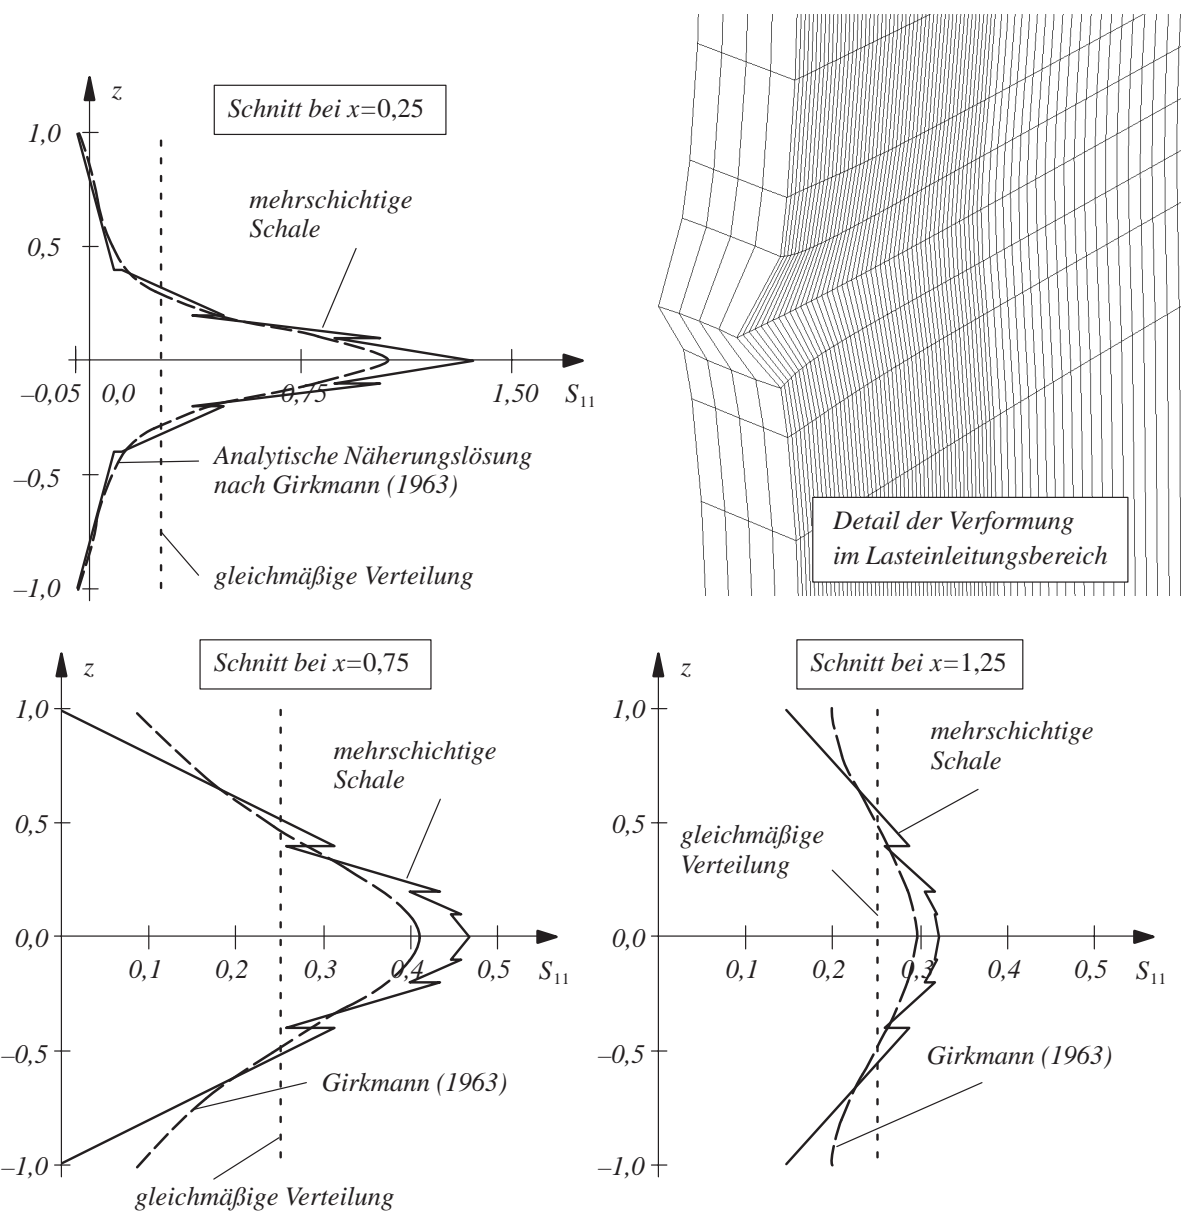 z
Schnitt bei x=0,25
1,0
mehrschichtige
Schale
0,5
–0,05
0,0
0,75
1,50
S11
Analytische Näherungslösung
nach Girkmann (1963)
–0,5
gleichmäßige Verteilung
–1,0
Detail der Verformung
im Lasteinleitungsbereich
z
Schnitt bei x=0,75
1,0
mehrschichtige
Schale
0,5
0,0
0,1
0,2
0,3
0,4
0,5
S11
–0,5
Girkmann (1963)
–1,0
gleichmäßige Verteilung
z
Schnitt bei x=1,25
1,0
mehrschichtige
Schale
0,5
gleichmäßige
Verteilung
0,0
0,1
0,2
0,3
0,4
0,5
S11
–0,5
Girkmann (1963)
–1,0